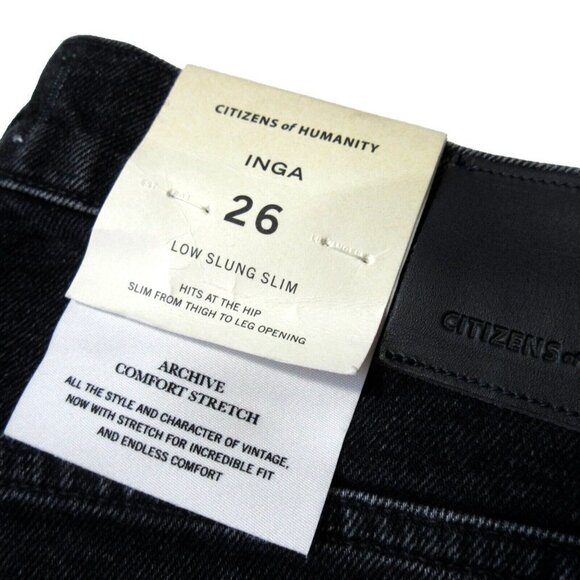 CITIZENS of HUMANITY
INGA
26
LOW SLUNG SLIM
HITS AT THE HIP
SLIM FROM THIGH TO LEG OPENING
ARCHIVE
COMFORT STRETCH
ALL THE STYLE AND CHARACTER OF VINTAGE,
NOW WITH STRETCH FOR INCREDIBLE FIT
AND ENDLESS COMFORT
CITIZENS